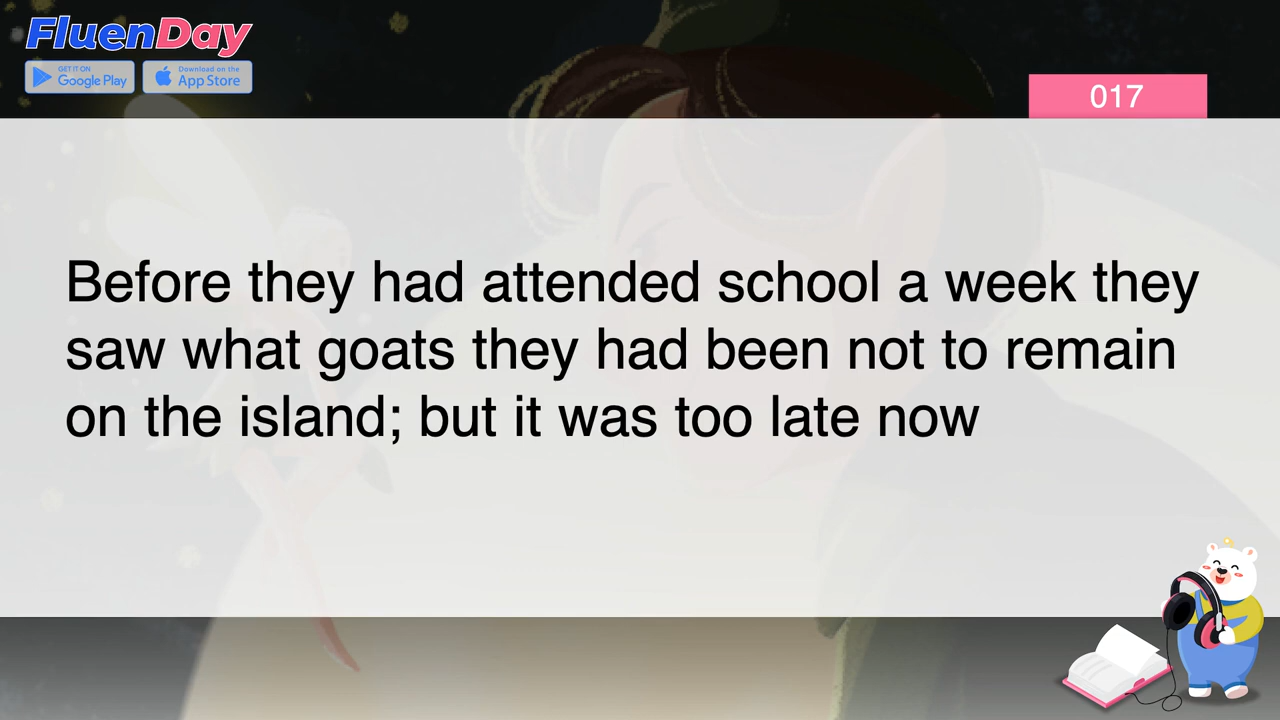 FluenDay
GET IT ON
Google Play
Download on the
App Store
017
Before they had attended school a week they
saw what goats they had been not to remain
on the island; but it was too late now